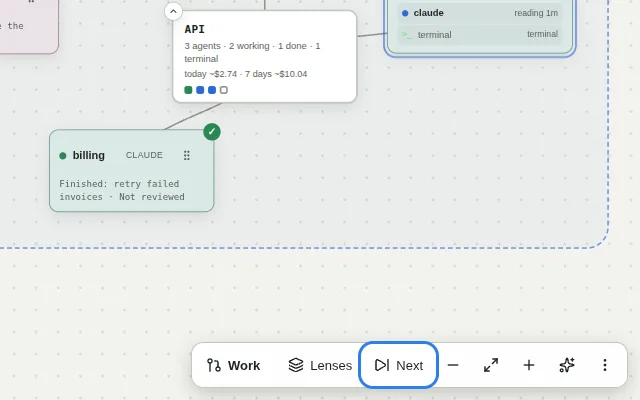 e the
API
3 agents · 2 working · 1 done · 1
terminal
today ~$2.74 · 7 days ~$10.04
claude reading 1m
>_ terminal terminal
billing CLAUDE
Finished: retry failed
invoices · Not reviewed
Work Lenses Next